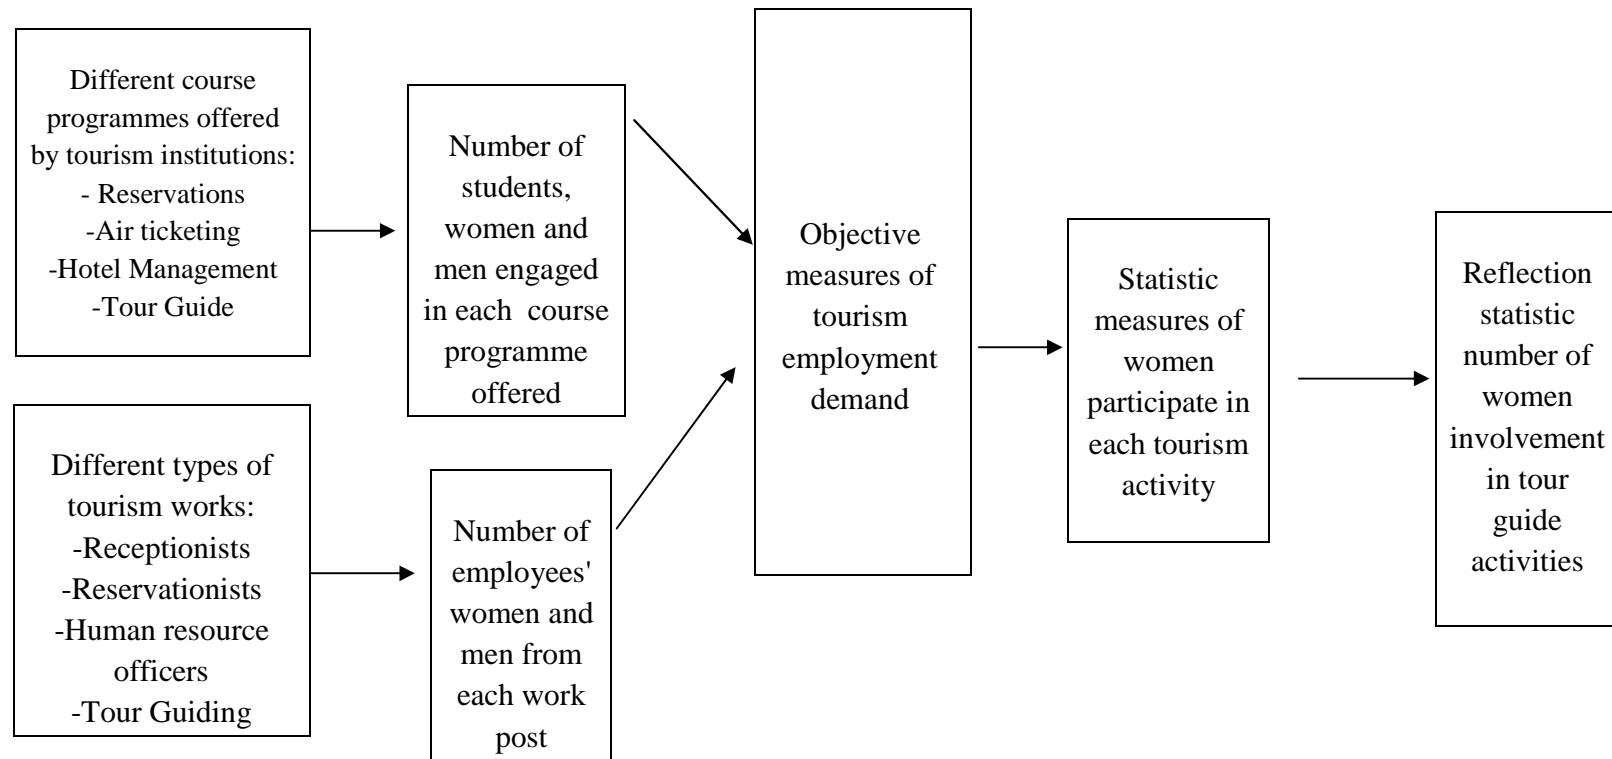 Different course
programmes offered
by tourism institutions:
- Reservations
-Air ticketing
-Hotel Management
-Tour Guide
Different types of
tourism works:
-Receptionists
-Reservationists
-Human resource
officers
-Tour Guiding
Number of
students,
women and
men engaged
in each course
programme
offered
Number of
employees'
women and
men from
each work
post
Objective
measures of
tourism
employment
demand
Statistic
measures of
women
participate in
each tourism
activity
Reflection
statistic
number of
women
involvement
in tour
guide
activities